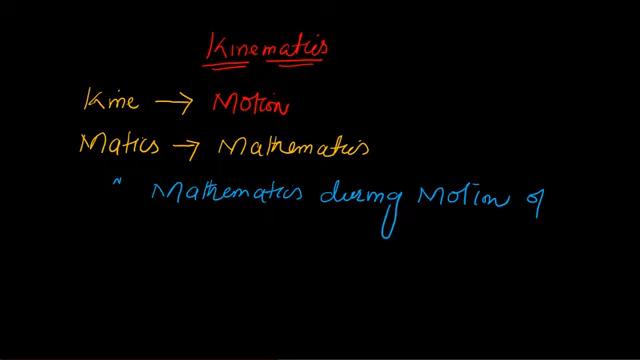 Kinematics
Kine → Motion
Matics → Mathematics
" Mathematics during Motion of